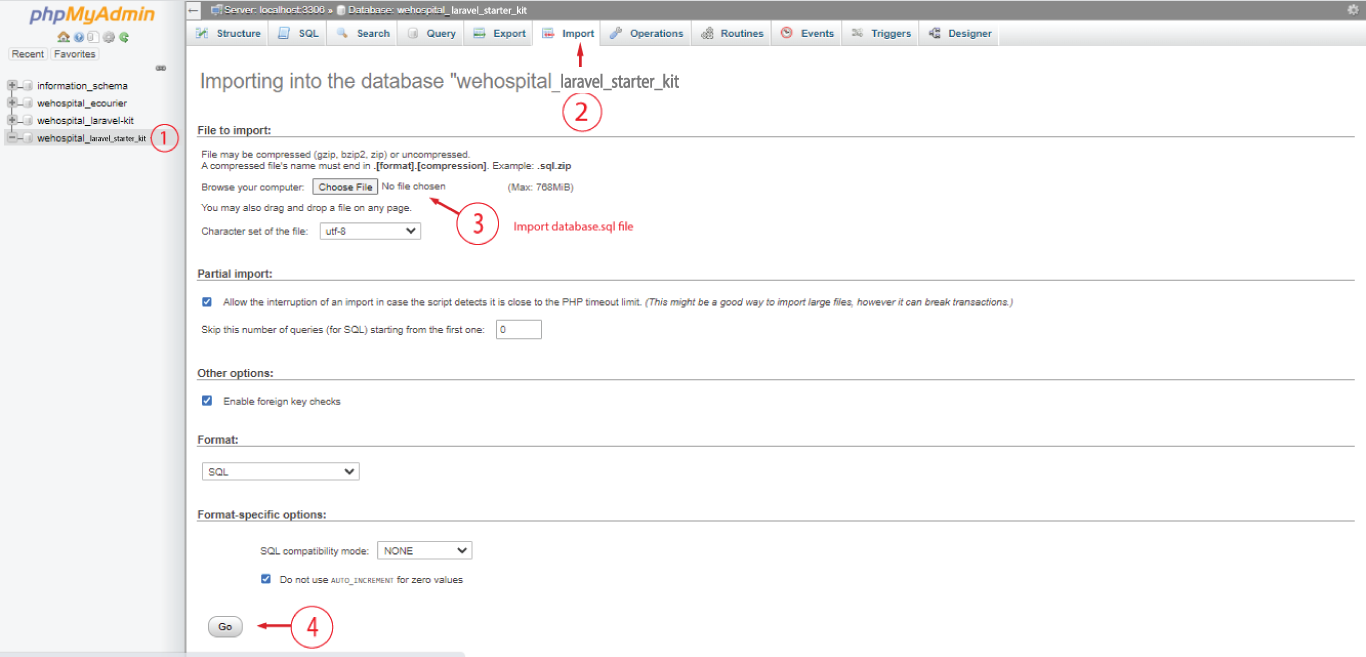 phpMyAdmin
Recent Favorites
information_schema
wehospital_ecourier
wehospital_laravel-kit
wehospital_laravel_starter_kit
1
Server: localhost:3306 » Database: wehospital_laravel_starter_kit
Structure SQL Search Query Export Import Operations Routines Events Triggers Designer
Importing into the database "wehospital_laravel_starter_kit
2
File to import:
File may be compressed (gzip, bzip2, zip) or uncompressed.
A compressed file's name must end in .[format].[compression]. Example: .sql.zip
Browse your computer: Choose File No file chosen (Max: 768MiB)
You may also drag and drop a file on any page.
3 Import database.sql file
Character set of the file: utf-8
Partial import:
Allow the interruption of an import in case the script detects it is close to the PHP timeout limit. (This might be a good way to import large files, however it can break transactions.)
Skip this number of queries (for SQL) starting from the first one: 0
Other options:
Enable foreign key checks
Format:
SQL
Format-specific options:
SQL compatibility mode: NONE
Do not use AUTO_INCREMENT for zero values
Go 4